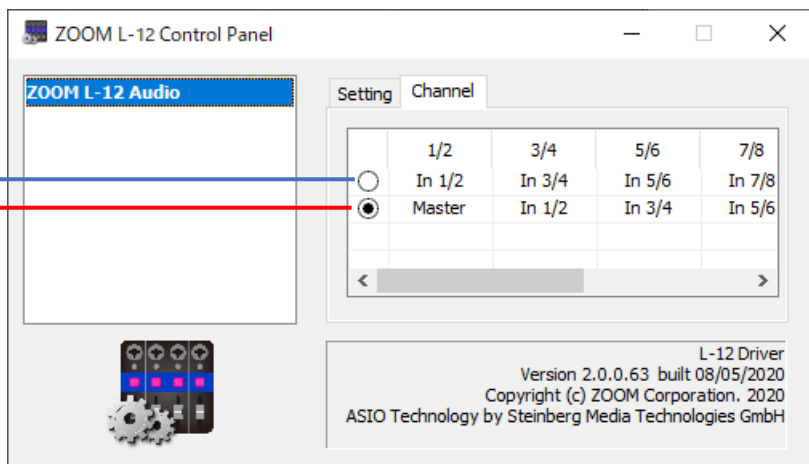 ZOOM L-12 Control Panel
ZOOM L-12 Audio
Setting Channel
1/2 3/4 5/6 7/8
In 1/2 In 3/4 In 5/6 In 7/8
Master In 1/2 In 3/4 In 5/6
L-12 Driver
Version 2.0.0.63 built 08/05/2020
Copyright (c) ZOOM Corporation. 2020
ASIO Technology by Steinberg Media Technologies GmbH